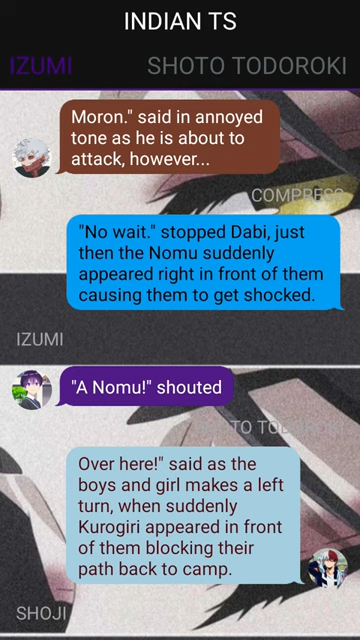 INDIAN TS
IZUMI
SHOTO TODOROKI
Moron." said in annoyed
tone as he is about to
attack, however...
COMPRESS
"No wait." stopped Dabi, just
then the Nomu suddenly
appeared right in front of them
causing them to get shocked.
IZUMI
"A Nomu!" shouted
TO TODOROKI
Over here!" said as the
boys and girl makes a left
turn, when suddenly
Kurogiri appeared in front
of them blocking their
path back to camp.
SHOJI